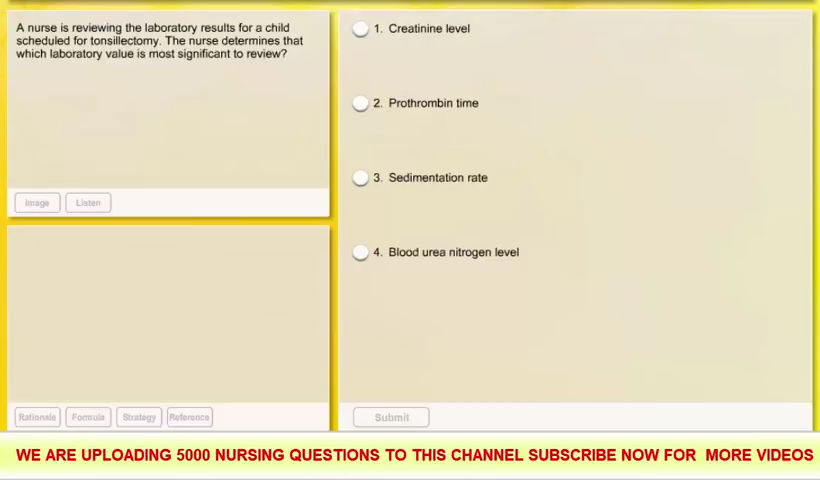 A nurse is reviewing the laboratory results for a child
scheduled for tonsillectomy. The nurse determines that
which laboratory value is most significant to review?
Image
Listen
1. Creatinine level
2. Prothrombin time
3. Sedimentation rate
4. Blood urea nitrogen level
Rationale
Formula
Strategy
Reference
Submit
WE ARE UPLOADING 5000 NURSING QUESTIONS TO THIS CHANNEL SUBSCRIBE NOW FOR MORE VIDEOS